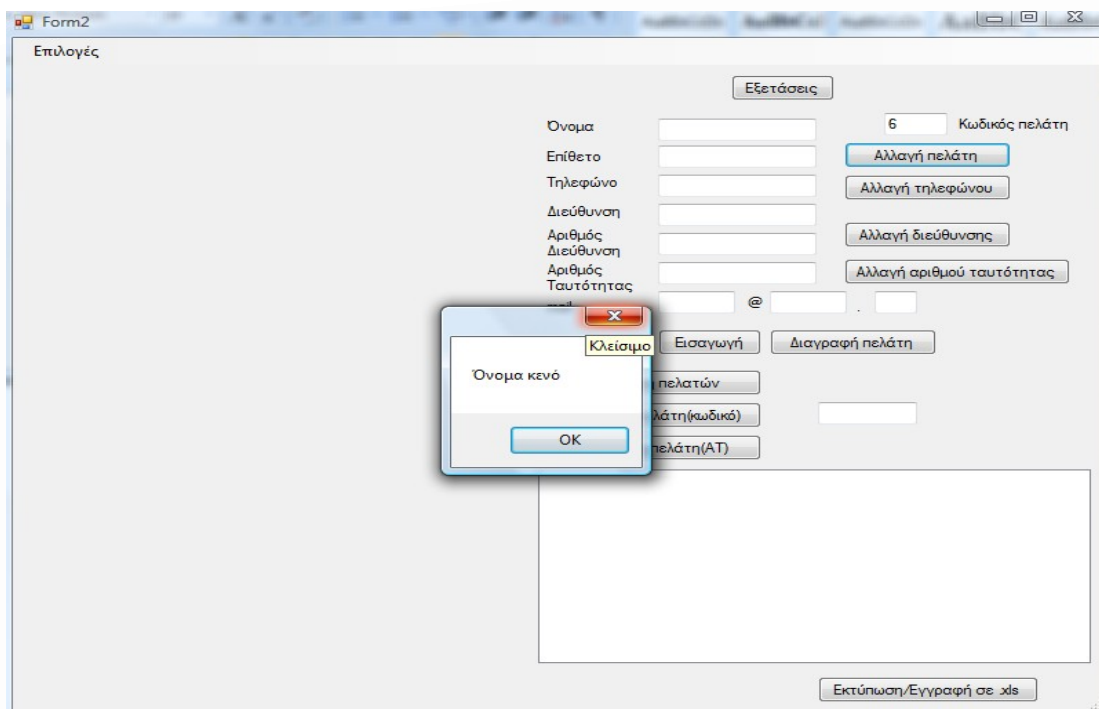 Form2
Επιλογές
Εξετάσεις
Όνομα
6 Κωδικός πελάτη
Επίθετο
Αλλαγή πελάτη
Τηλεφώνο
Αλλαγή τηλεφώνου
Διεύθυνση
Αριθμός
Διεύθυνση
Αλλαγή διεύθυνσης
Αριθμός
Ταυτότητας
Αλλαγή αριθμού ταυτότητας
@ .
Κλείσιμο
Εισαγωγή Διαγραφή πελάτη
Όνομα κενό
πελατών
λάτη(κωδικό)
OK
πελάτη(ΑΤ)
Εκτύπωση/Εγγραφή σε .xls